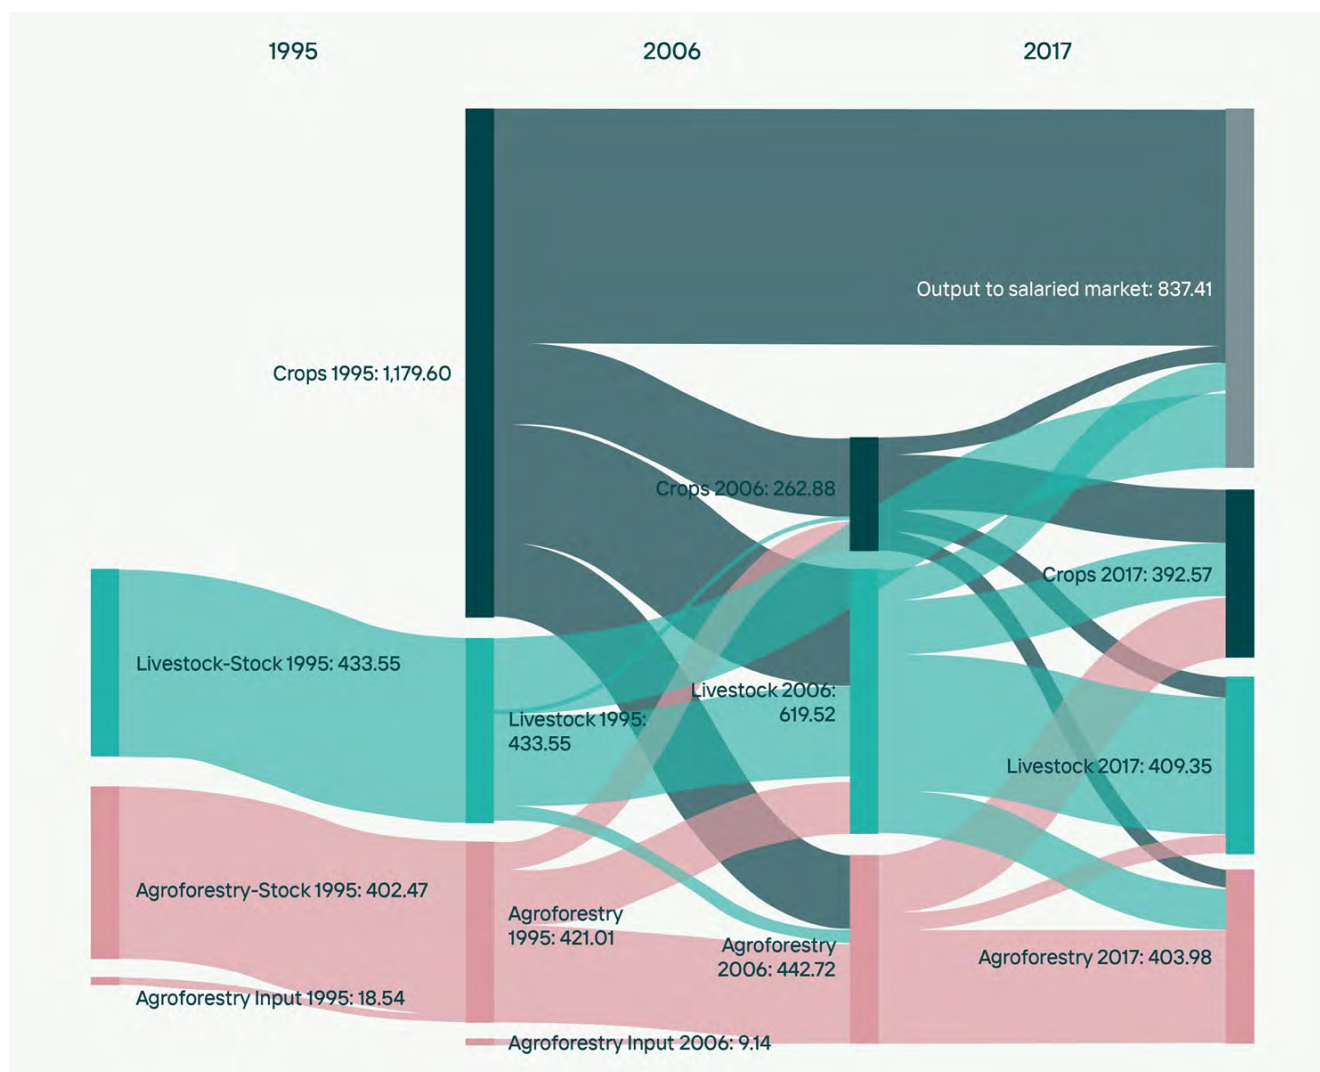 1995
2006
2017
Output to salaried market: 837.41
Crops 1995: 1,179.60
Crops 2006: 262.88
Crops 2017: 392.57
Livestock-Stock 1995: 433.55
Livestock 1995:
433.55
Livestock 2006:
619.52
Livestock 2017: 409.35
Agroforestry-Stock 1995: 402.47
Agroforestry
1995: 421.01
Agroforestry
2006: 442.72
Agroforestry 2017: 403.98
Agroforestry Input 1995: 18.54
Agroforestry Input 2006: 9.14